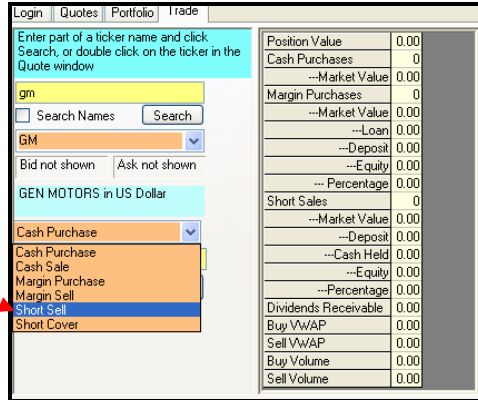 Login Quotes Portfolio Trade
Enter part of a ticker name and click
Search, or double click on the ticker in the
Quote window
gm
Search Names Search
GM
Bid not shown Ask not shown
GEN MOTORS in US Dollar
Cash Purchase
Cash Purchase
Cash Sale
Margin Purchase
Margin Sell
Short Sell
Short Cover
Position Value 0.00
Cash Purchases 0
---Market Value 0.00
Margin Purchases 0
---Market Value 0.00
---Loan 0.00
---Deposit 0.00
---Equity 0.00
--- Percentage 0.00
Short Sales 0
---Market Value 0.00
---Deposit 0.00
---Cash Held 0.00
---Equity 0.00
---Percentage 0.00
Dividends Receivable 0.00
Buy VWAP 0.00
Sell VWAP 0.00
Buy Volume 0.00
Sell Volume 0.00